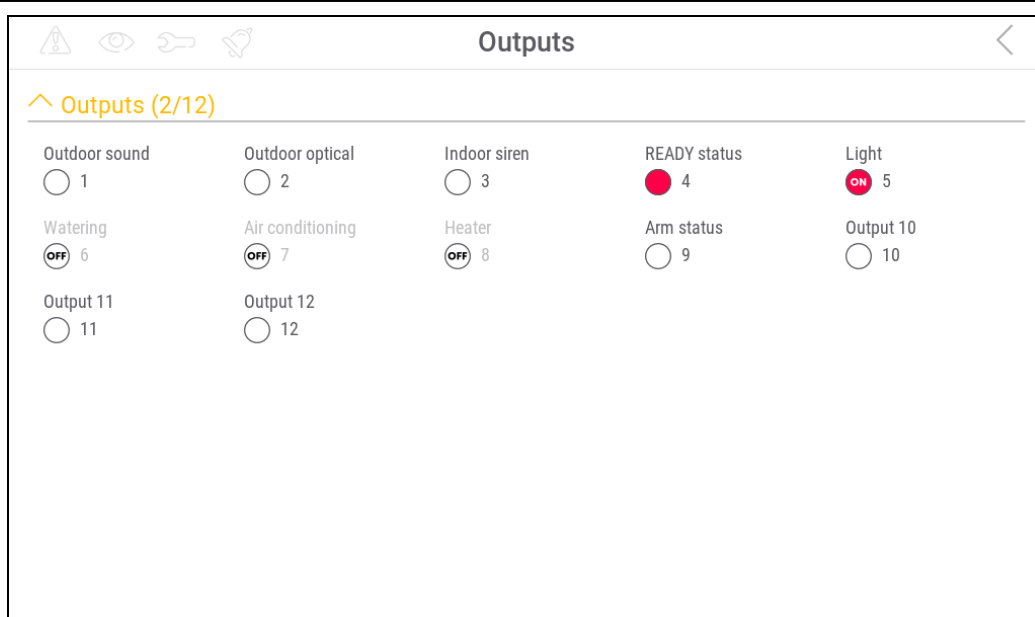 Outputs
Outputs (2/12)
Outdoor sound Outdoor optical Indoor siren READY status Light
1 2 3 4 ON 5
Watering Air conditioning Heater Arm status Output 10
OFF 6 OFF 7 OFF 8 9 10
Output 11 Output 12
11 12